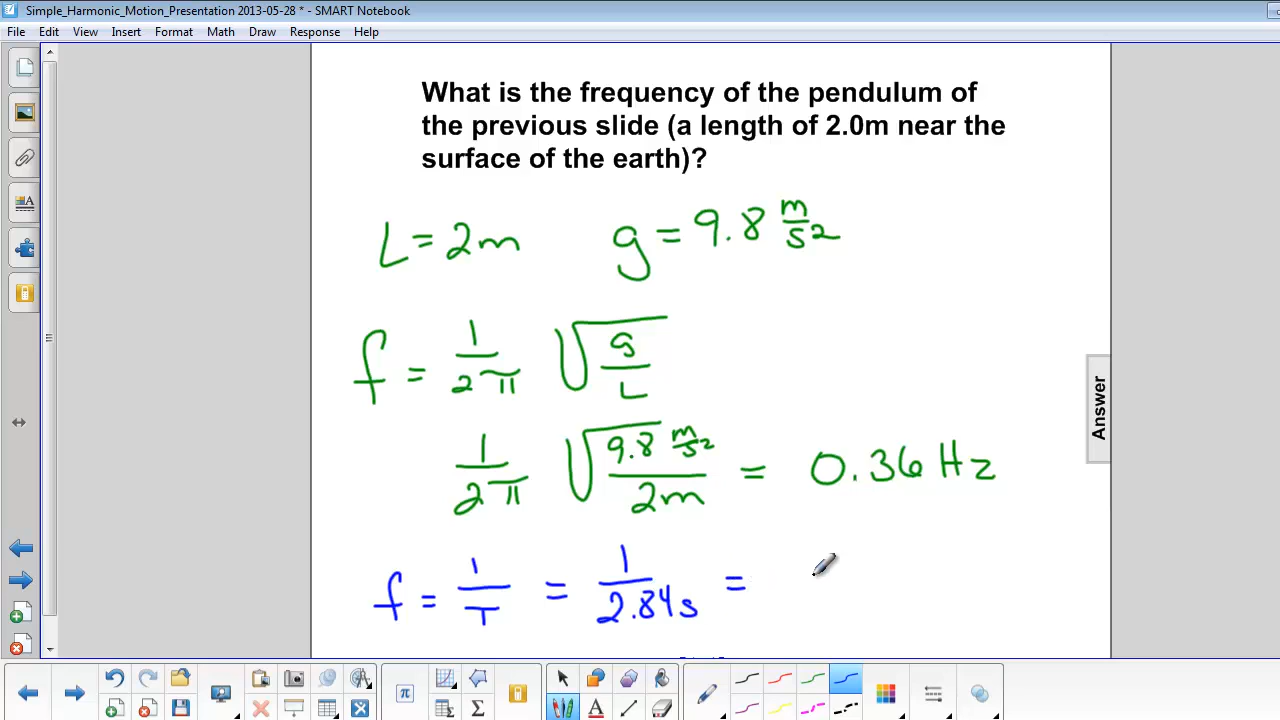 Simple_Harmonic_Motion_Presentation 2013-05-28 * - SMART Notebook
File Edit View Insert Format Math Draw Response Help
What is the frequency of the pendulum of
the previous slide (a length of 2.0m near the
surface of the earth)?
L = 2m g = 9.8 m/s2
f = 1/2π √g/L
1/2π √9.8 m/s2/2m = 0.36 Hz
f = 1/T = 1/2.84s =
Answer